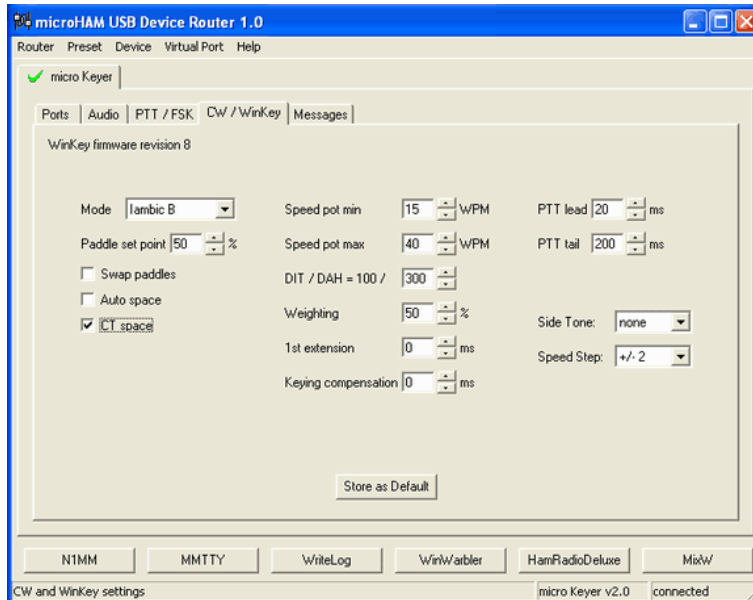 microHAM USB Device Router 1.0
Router Preset Device Virtual Port Help
micro Keyer
Ports Audio PTT / FSK CW / WinKey Messages
WinKey firmware revision 8
Mode Iambic B Speed pot min 15 WPM PTT lead 20 ms
Paddle set point 50 % Speed pot max 40 WPM PTT tail 200 ms
Swap paddles DIT / DAH = 100 / 300
Auto space Weighting 50 % Side Tone: none
CT space 1st extension 0 ms Speed Step: +/- 2
Keying compensation 0 ms
Store as Default
N1MM MMTTY WriteLog WinWarbler HamRadioDeluxe MixW
CW and WinKey settings micro Keyer v2.0 connected